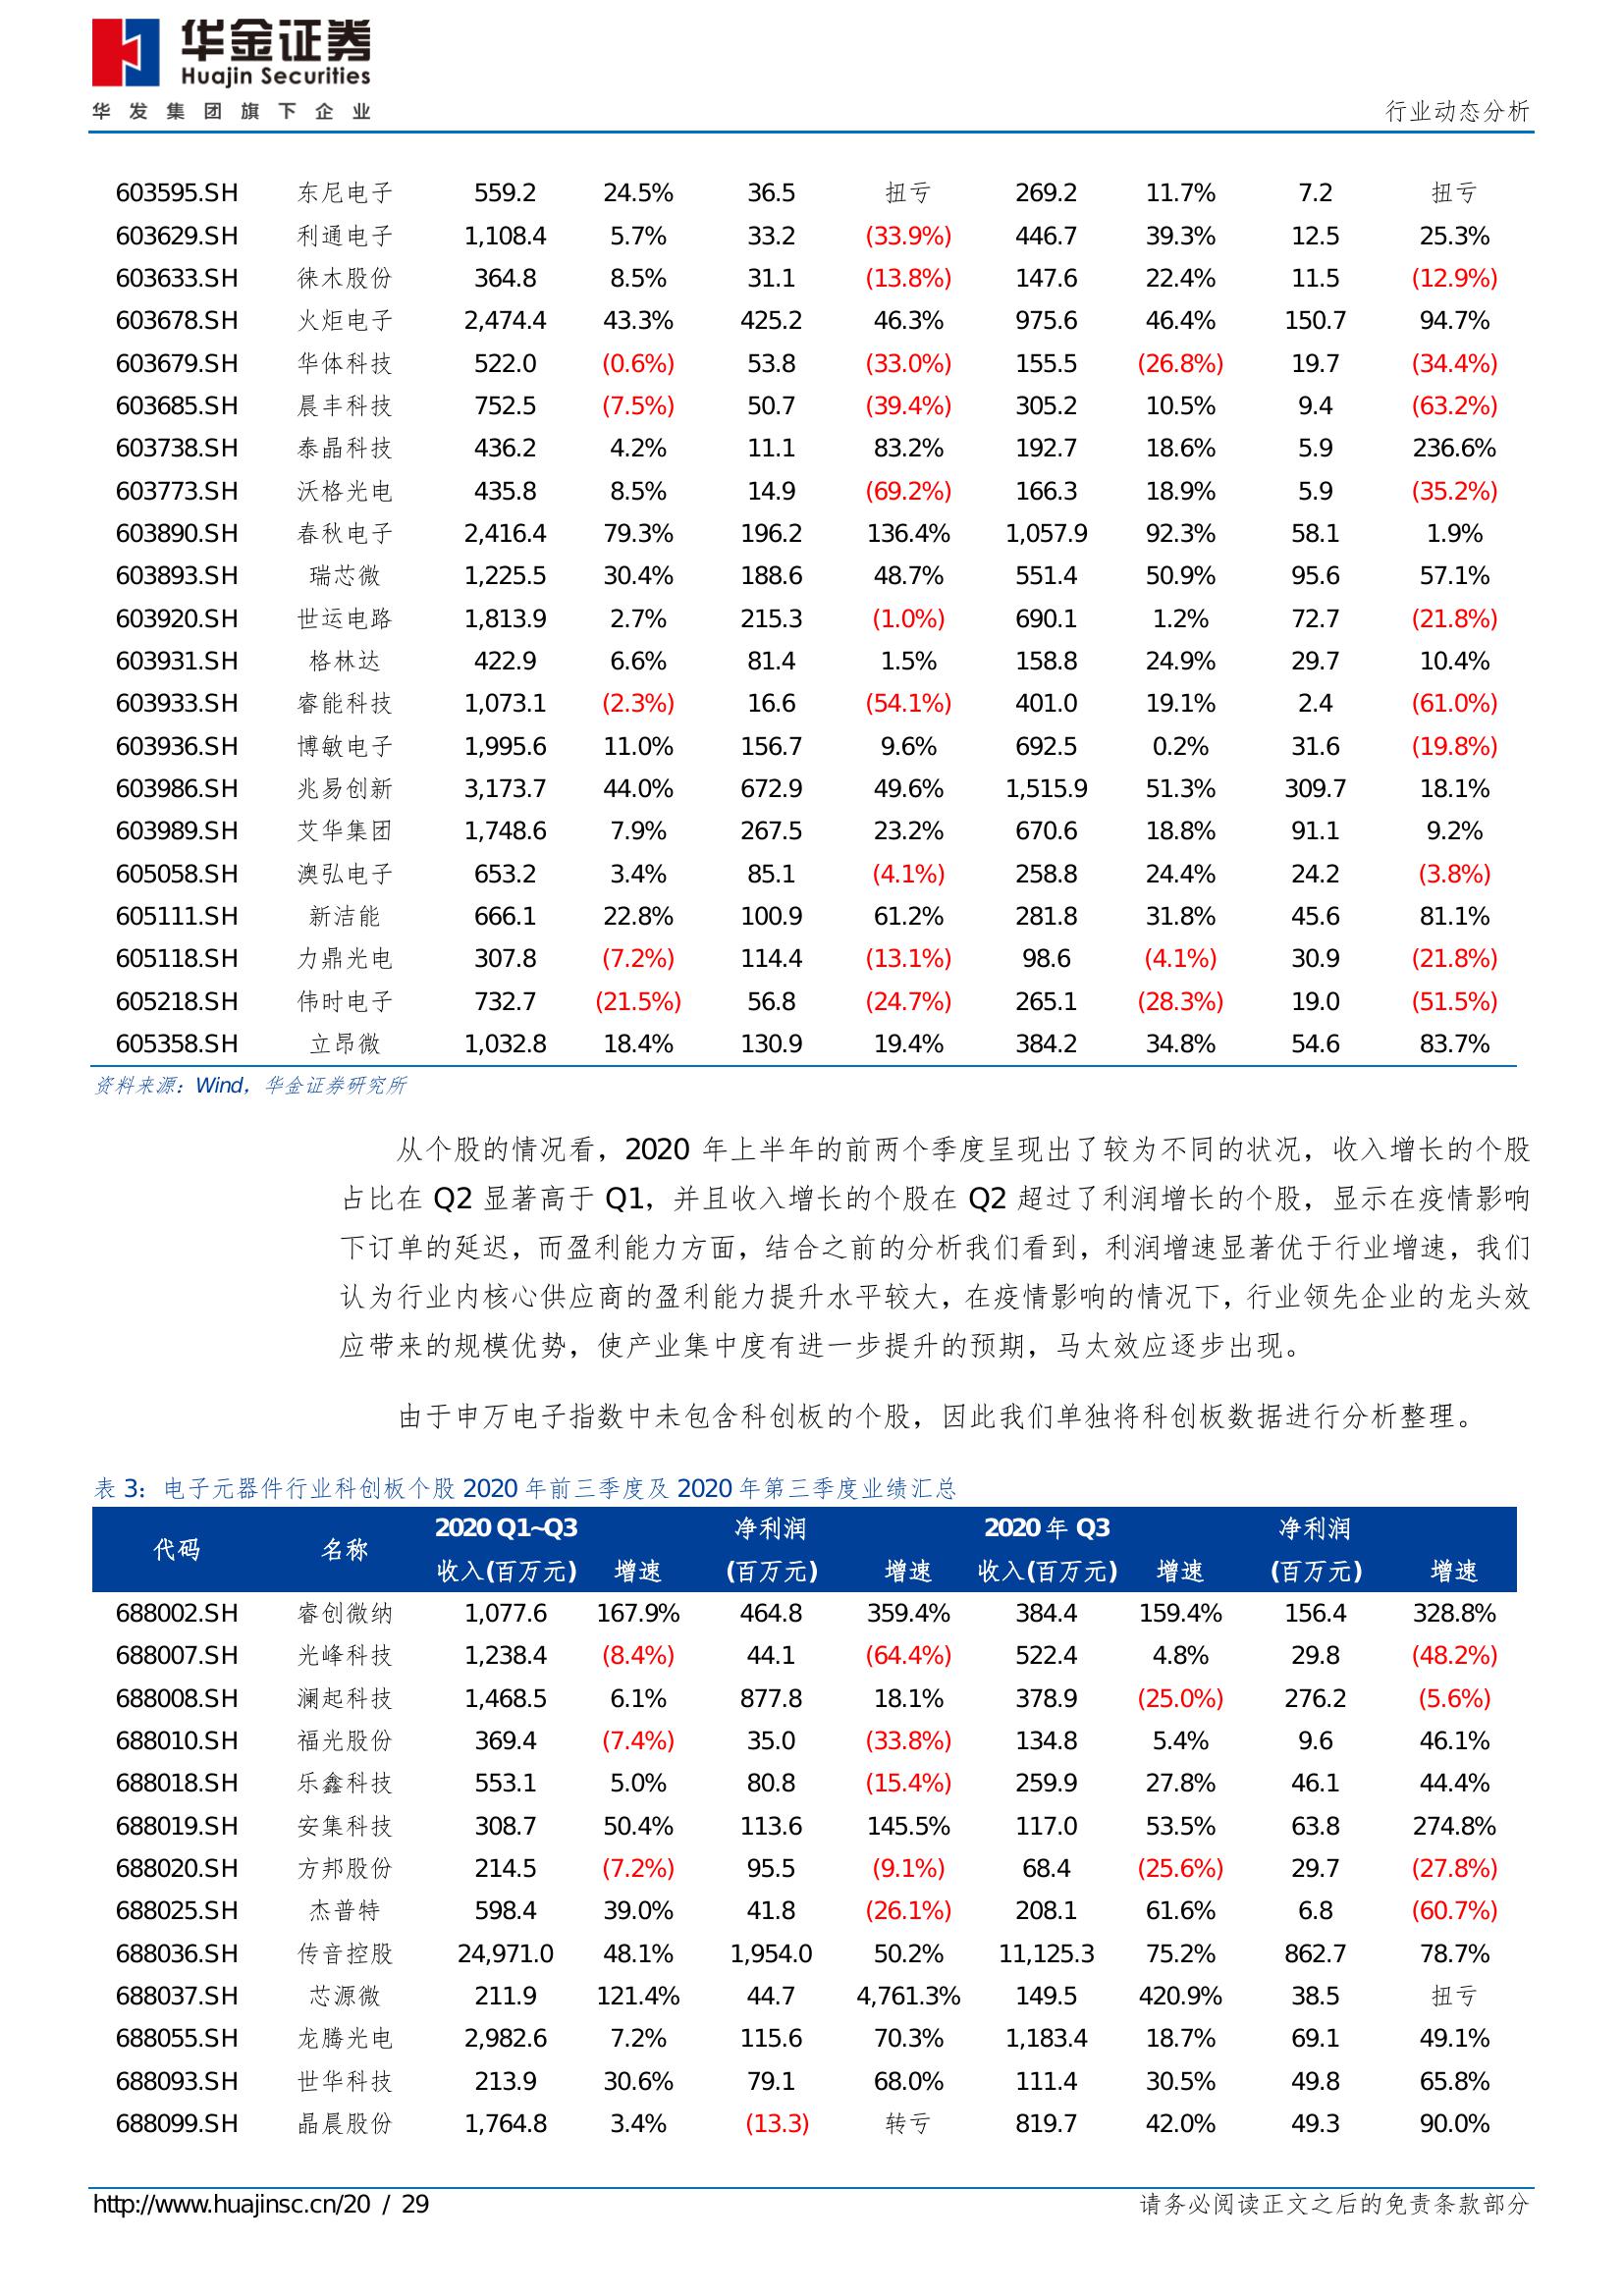 华金证券
Huajin Securities
华发集团旗下企业
行业动态分析
603595.SH 东尼电子 559.2 24.5% 36.5 扭亏 269.2 11.7% 7.2 扭亏
603629.SH 利通电子 1,108.4 5.7% 33.2 (33.9%) 446.7 39.3% 12.5 25.3%
603633.SH 徕木股份 364.8 8.5% 31.1 (13.8%) 147.6 22.4% 11.5 (12.9%)
603678.SH 火炬电子 2,474.4 43.3% 425.2 46.3% 975.6 46.4% 150.7 94.7%
603679.SH 华体科技 522.0 (0.6%) 53.8 (33.0%) 155.5 (26.8%) 19.7 (34.4%)
603685.SH 晨丰科技 752.5 (7.5%) 50.7 (39.4%) 305.2 10.5% 9.4 (63.2%)
603738.SH 泰晶科技 436.2 4.2% 11.1 83.2% 192.7 18.6% 5.9 236.6%
603773.SH 沃格光电 435.8 8.5% 14.9 (69.2%) 166.3 18.9% 5.9 (35.2%)
603890.SH 春秋电子 2,416.4 79.3% 196.2 136.4% 1,057.9 92.3% 58.1 1.9%
603893.SH 瑞芯微 1,225.5 30.4% 188.6 48.7% 551.4 50.9% 95.6 57.1%
603920.SH 世运电路 1,813.9 2.7% 215.3 (1.0%) 690.1 1.2% 72.7 (21.8%)
603931.SH 格林达 422.9 6.6% 81.4 1.5% 158.8 24.9% 29.7 10.4%
603933.SH 睿能科技 1,073.1 (2.3%) 16.6 (54.1%) 401.0 19.1% 2.4 (61.0%)
603936.SH 博敏电子 1,995.6 11.0% 156.7 9.6% 692.5 0.2% 31.6 (19.8%)
603986.SH 兆易创新 3,173.7 44.0% 672.9 49.6% 1,515.9 51.3% 309.7 18.1%
603989.SH 艾华集团 1,748.6 7.9% 267.5 23.2% 670.6 18.8% 91.1 9.2%
605058.SH 澳弘电子 653.2 3.4% 85.1 (4.1%) 258.8 24.4% 24.2 (3.8%)
605111.SH 新洁能 666.1 22.8% 100.9 61.2% 281.8 31.8% 45.6 81.1%
605118.SH 力鼎光电 307.8 (7.2%) 114.4 (13.1%) 98.6 (4.1%) 30.9 (21.8%)
605218.SH 伟时电子 732.7 (21.5%) 56.8 (24.7%) 265.1 (28.3%) 19.0 (51.5%)
605358.SH 立昂微 1,032.8 18.4% 130.9 19.4% 384.2 34.8% 54.6 83.7%
资料来源：Wind，华金证券研究所
从个股的情况看，2020 年上半年的前两个季度呈现出了较为不同的状况，收入增长的个股
占比在 Q2 显著高于 Q1，并且收入增长的个股在 Q2 超过了利润增长的个股，显示在疫情影响
下订单的延迟，而盈利能力方面，结合之前的分析我们看到，利润增速显著优于行业增速，我们
认为行业内核心供应商的盈利能力提升水平较大，在疫情影响的情况下，行业领先企业的龙头效
应带来的规模优势，使产业集中度有进一步提升的预期，马太效应逐步出现。
由于申万电子指数中未包含科创板的个股，因此我们单独将科创板数据进行分析整理。
表 3：电子元器件行业科创板个股 2020 年前三季度及 2020 年第三季度业绩汇总
代码 名称 2020 Q1~Q3 净利润 2020 年 Q3 净利润
收入(百万元) 增速 (百万元) 增速 收入(百万元) 增速 (百万元) 增速
688002.SH 睿创微纳 1,077.6 167.9% 464.8 359.4% 384.4 159.4% 156.4 328.8%
688007.SH 光峰科技 1,238.4 (8.4%) 44.1 (64.4%) 522.4 4.8% 29.8 (48.2%)
688008.SH 澜起科技 1,468.5 6.1% 877.8 18.1% 378.9 (25.0%) 276.2 (5.6%)
688010.SH 福光股份 369.4 (7.4%) 35.0 (33.8%) 134.8 5.4% 9.6 46.1%
688018.SH 乐鑫科技 553.1 5.0% 80.8 (15.4%) 259.9 27.8% 46.1 44.4%
688019.SH 安集科技 308.7 50.4% 113.6 145.5% 117.0 53.5% 63.8 274.8%
688020.SH 方邦股份 214.5 (7.2%) 95.5 (9.1%) 68.4 (25.6%) 29.7 (27.8%)
688025.SH 杰普特 598.4 39.0% 41.8 (26.1%) 208.1 61.6% 6.8 (60.7%)
688036.SH 传音控股 24,971.0 48.1% 1,954.0 50.2% 11,125.3 75.2% 862.7 78.7%
688037.SH 芯源微 211.9 121.4% 44.7 4,761.3% 149.5 420.9% 38.5 扭亏
688055.SH 龙腾光电 2,982.6 7.2% 115.6 70.3% 1,183.4 18.7% 69.1 49.1%
688093.SH 世华科技 213.9 30.6% 79.1 68.0% 111.4 30.5% 49.8 65.8%
688099.SH 晶晨股份 1,764.8 3.4% (13.3) 转亏 819.7 42.0% 49.3 90.0%
http://www.huajinsc.cn/20 / 29
请务必阅读正文之后的免责条款部分